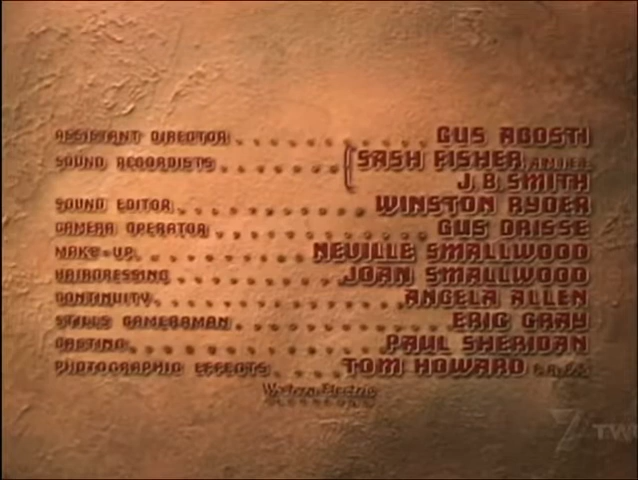 ASSISTANT DIRECTOR . . . . . . . . . . . GUS AGOSTI
SOUND RECORDISTS . . . . . . . SASH FISHER A.M.I.R.E.
J. B. SMITH
SOUND EDITOR . . . . . . . . . . . WINSTON RYDER
CAMERA OPERATOR . . . . . . . . . . . . GUS DRISSE
MAKE-UP . . . . . . . . . . NEVILLE SMALLWOOD
HAIRDRESSING . . . . . . . . . . JOAN SMALLWOOD
CONTINUITY . . . . . . . . . . . . . . ANGELA ALLEN
STILLS CAMERAMAN . . . . . . . . . . . . ERIC GRAY
CASTING . . . . . . . . . . . . . . . PAUL SHERIDAN
PHOTOGRAPHIC EFFECTS . . . . TOM HOWARD
Western Electric
7 TWO